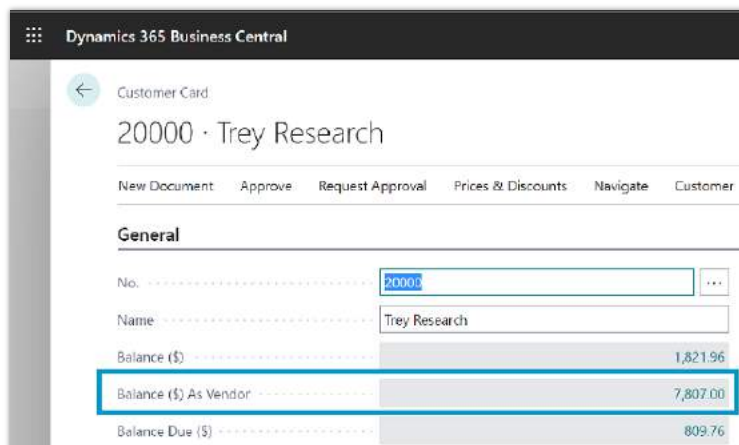 Dynamics 365 Business Central
Customer Card
20000 · Trey Research
New Document Approve Request Approval Prices & Discounts Navigate Customer
General
No. 20000 ...
Name Trey Research
Balance ($) 1,821.96
Balance ($) As Vendor 7,807.00
Balance Due ($) 809.76